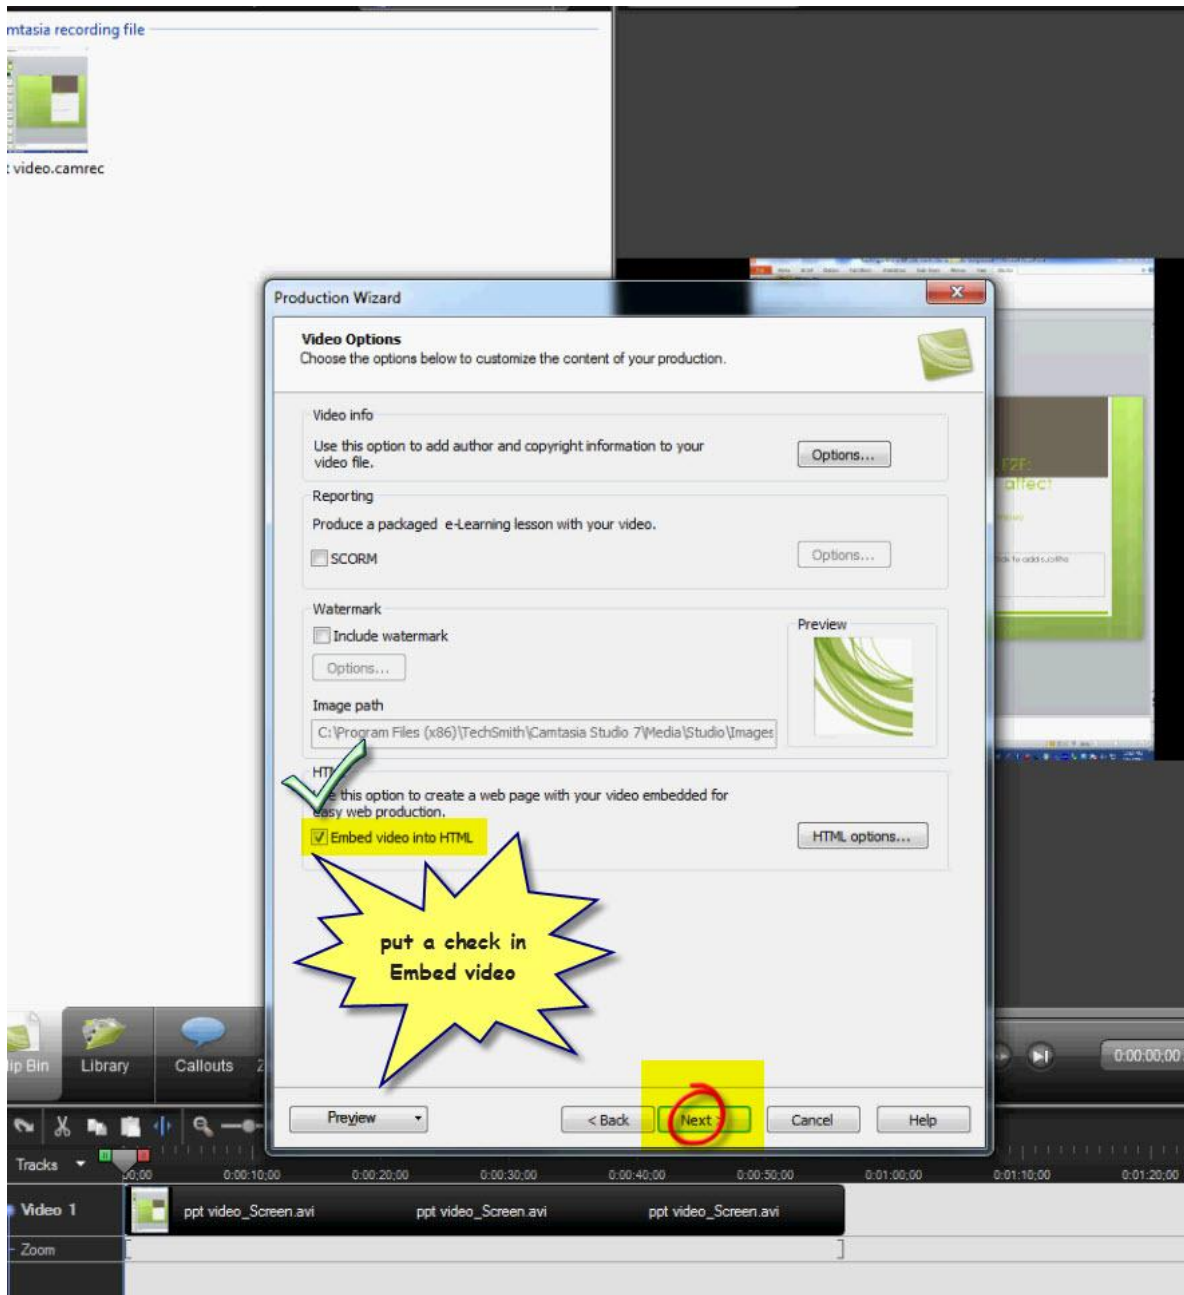 mtasia recording file
t video.camrec
Production Wizard
Video Options
Choose the options below to customize the content of your production.
Video info
Use this option to add author and copyright information to your
video file.
Options...
Reporting
Produce a packaged e-Learning lesson with your video.
SCORM
Options...
Watermark
Include watermark
Options...
Preview
Image path
C:\Program Files (x86)\TechSmith\Camtasia Studio 7\Media\Studio\Images
this option to create a web page with your video embedded for
easy web production.
Embed video into HTML
HTML options...
put a check in
Embed video
affect
Library
Callouts
0:00:00;00
Preview
< Back
Next >
Cancel
Help
Tracks
0:00:10;00
0:00:20;00
0:00:30;00
0:00:40;00
0:00:50;00
0:01:00;00
0:01:10;00
0:01:20;00
Video 1
ppt video_Screen.avi
ppt video_Screen.avi
ppt video_Screen.avi
Zoom